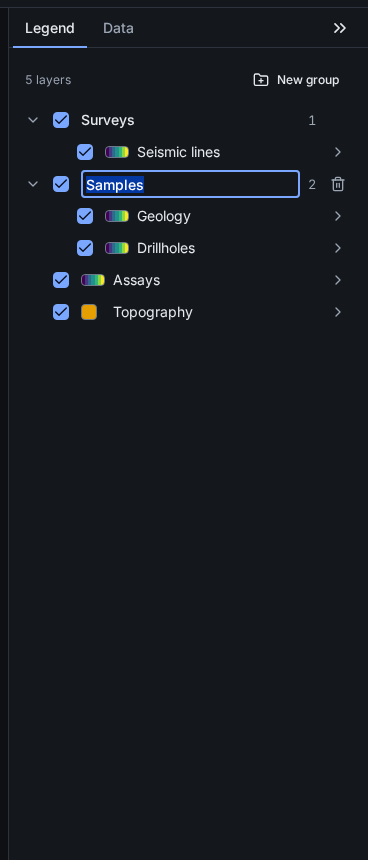 Legend Data
5 layers New group
Surveys 1
Seismic lines
Samples 2
Geology
Drillholes
Assays
Topography